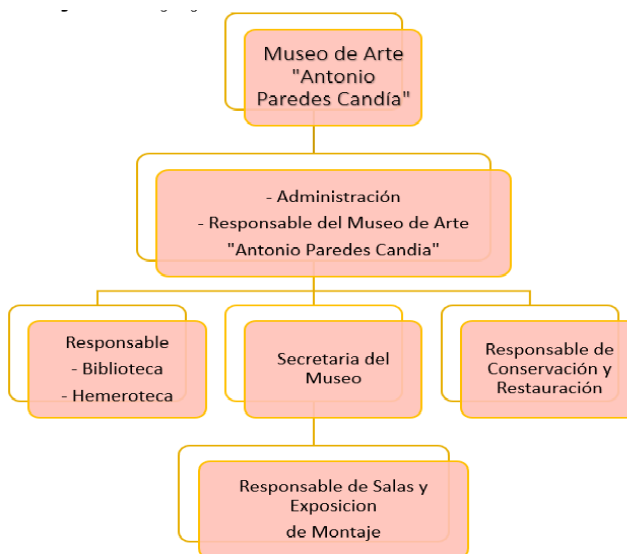 Museo de Arte
"Antonio
Paredes Candía"
- Administración
- Responsable del Museo de Arte
"Antonio Paredes Candia"
Responsable
- Biblioteca
- Hemeroteca
Secretaria del
Museo
Responsable de
Conservación y
Restauración
Responsable de Salas y
Exposicion
de Montaje